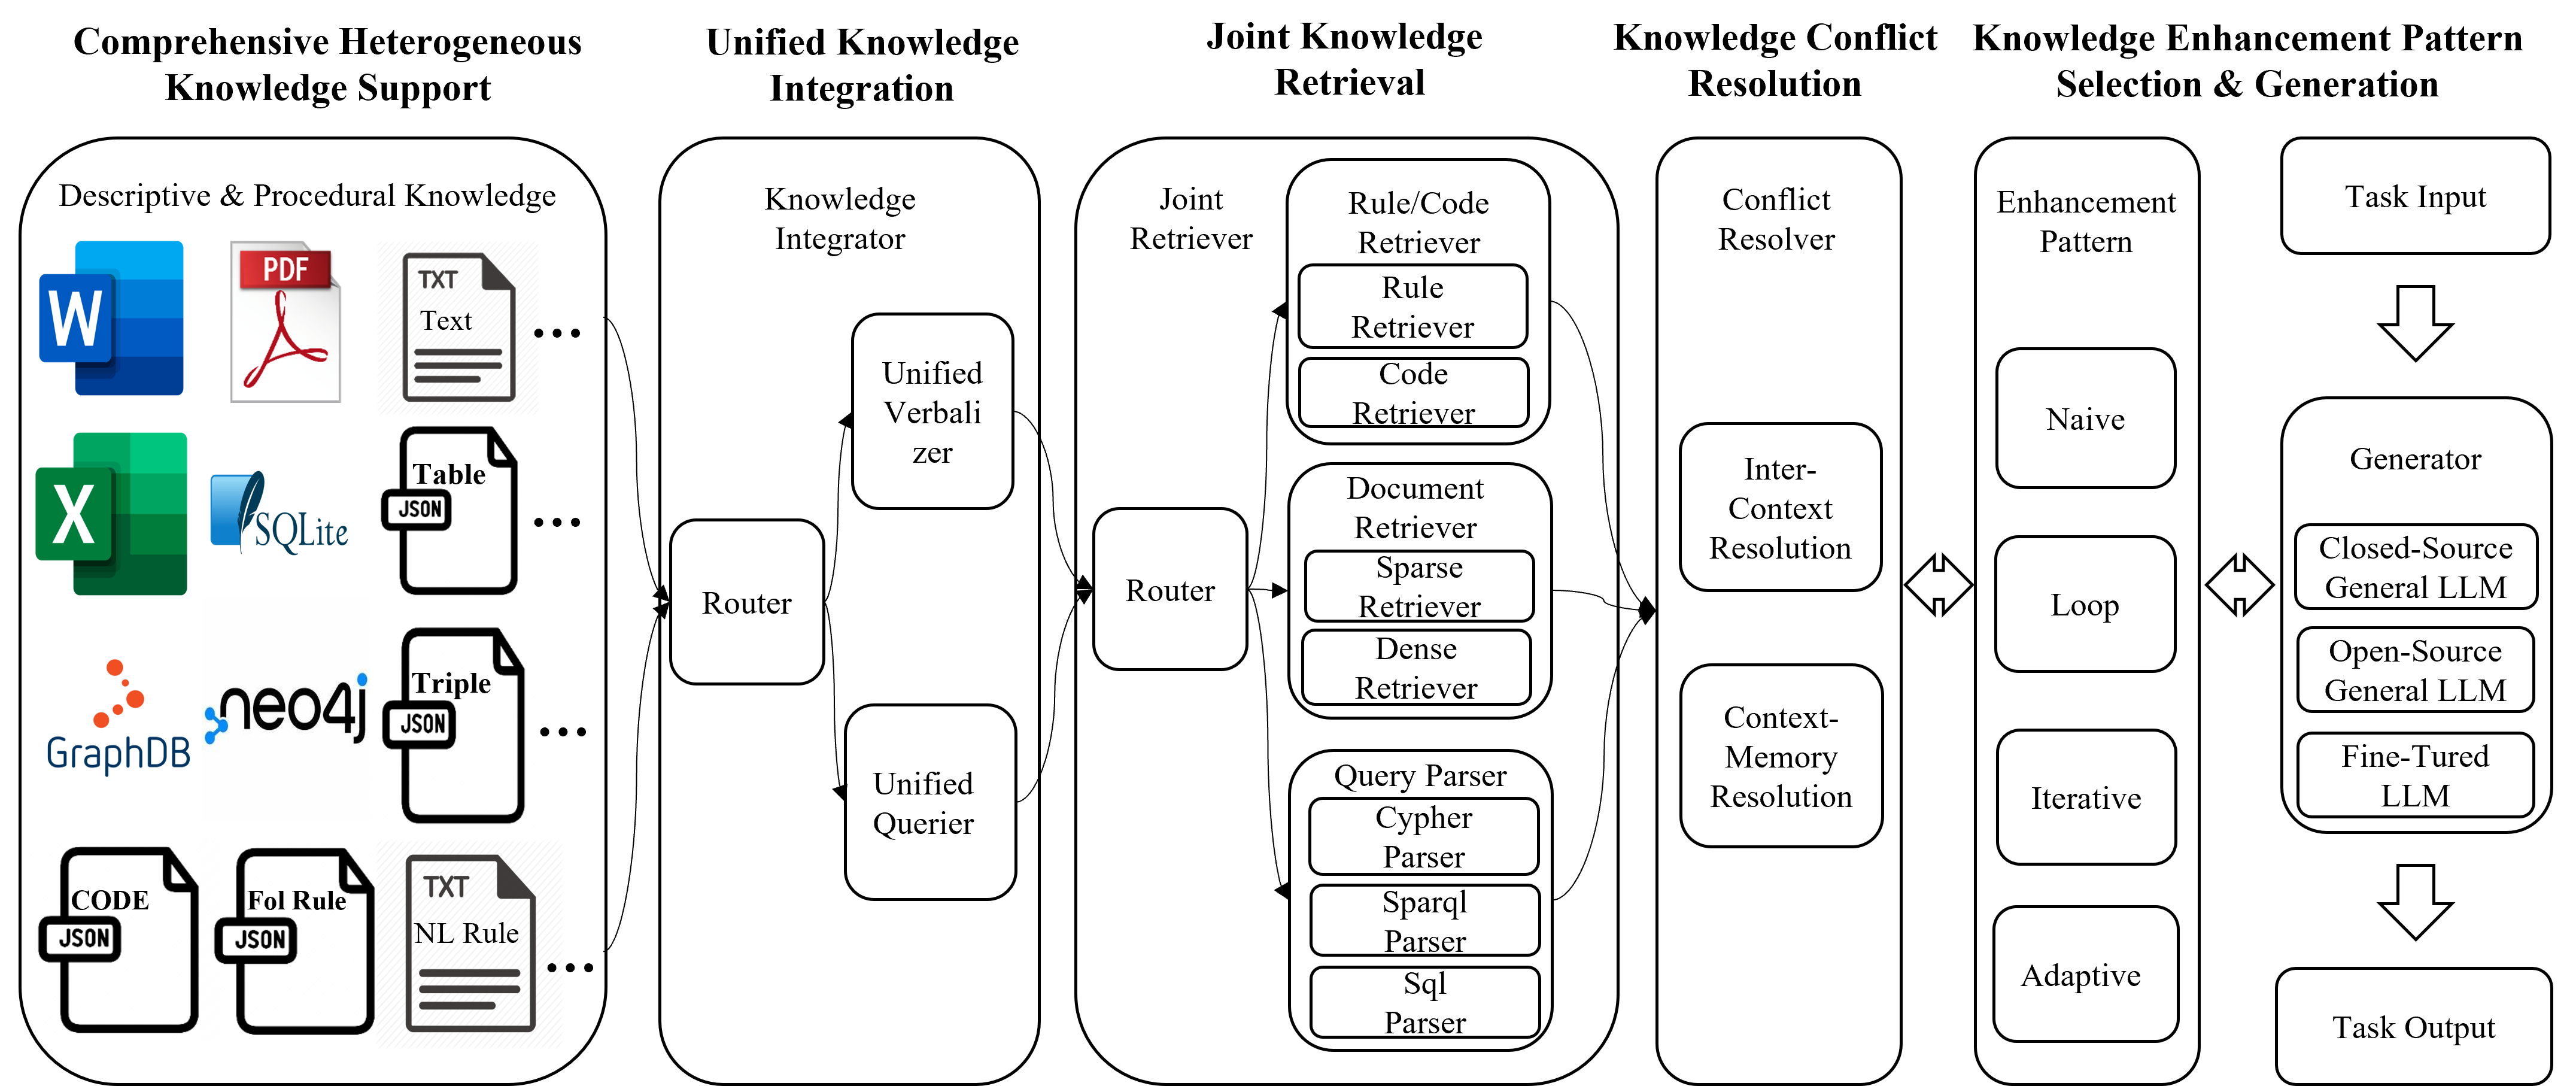 Comprehensive Heterogeneous
Knowledge Support
Descriptive & Procedural Knowledge
W
PDF
TXT
Text
...
X
SQLite
Table
JSON
...
GraphDB
neo4j
Triple
JSON
...
CODE
JSON
Fol Rule
JSON
TXT
NL Rule
...
Unified Knowledge
Integration
Knowledge
Integrator
Router
Unified
Verbali
zer
Unified
Querier
Joint Knowledge
Retrieval
Joint
Retriever
Router
Rule/Code
Retriever
Rule
Retriever
Code
Retriever
Document
Retriever
Sparse
Retriever
Dense
Retriever
Query Parser
Cypher
Parser
Sparql
Parser
Sql
Parser
Knowledge Conflict
Resolution
Conflict
Resolver
Inter-
Context
Resolution
Context-
Memory
Resolution
Knowledge Enhancement Pattern
Selection & Generation
Enhancement
Pattern
Naive
Loop
Iterative
Adaptive
Task Input
Generator
Closed-Source
General LLM
Open-Source
General LLM
Fine-Tured
LLM
Task Output